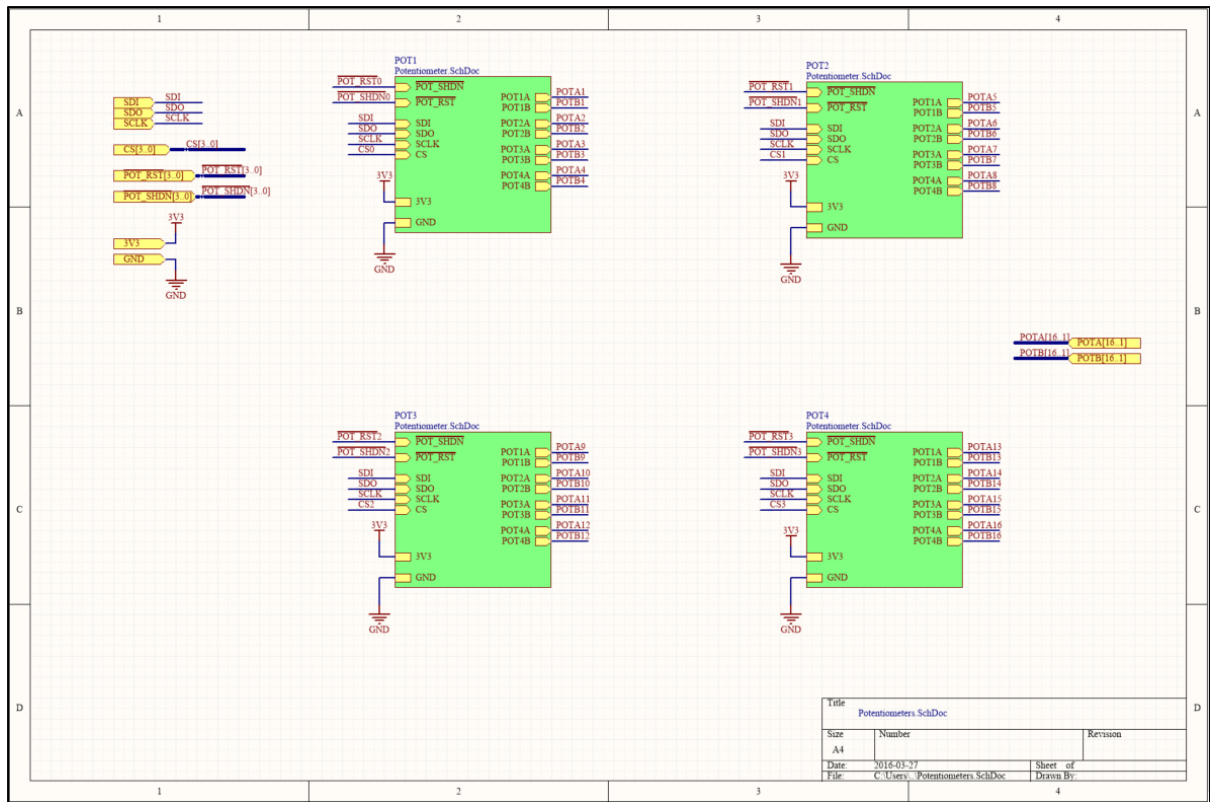 1 2 3 4
A
B
C
D
SDI SDI
SDO SDO
SCLK SCLK
CS[3..0] CS[3..0]
POT_RST[3..0] POT_RST[3..0]
POT_SHDN[3..0] POT_SHDN[3..0]
3V3
3V3
GND
GND
POT1
Potentiometer.SchDoc
POT_RST0 POT_SHDN
POT_SHDN0 POT_RST
POT1A POTA1
POT1B POTB1
SDI SDI POT2A POTA2
SDO SDO POT2B POTB2
SCLK SCLK POT3A POTA3
CS0 CS POT3B POTB3
POT4A POTA4
POT4B POTB4
3V3
3V3
GND
GND
POT2
Potentiometer.SchDoc
POT_RST1 POT_SHDN
POT_SHDN1 POT_RST
POT1A POTA5
POT1B POTB5
SDI SDI POT2A POTA6
SDO SDO POT2B POTB6
SCLK SCLK POT3A POTA7
CS1 CS POT3B POTB7
POT4A POTA8
POT4B POTB8
3V3
3V3
GND
GND
POTA[16..1] POTA[16..1]
POTB[16..1] POTB[16..1]
POT3
Potentiometer.SchDoc
POT_RST2 POT_SHDN
POT_SHDN2 POT_RST
POT1A POTA9
POT1B POTB9
SDI SDI POT2A POTA10
SDO SDO POT2B POTB10
SCLK SCLK POT3A POTA11
CS2 CS POT3B POTB11
POT4A POTA12
POT4B POTB12
3V3
3V3
GND
GND
POT4
Potentiometer.SchDoc
POT_RST3 POT_SHDN
POT_SHDN3 POT_RST
POT1A POTA13
POT1B POTB13
SDI SDI POT2A POTA14
SDO SDO POT2B POTB14
SCLK SCLK POT3A POTA15
CS3 CS POT3B POTB15
POT4A POTA16
POT4B POTB16
3V3
3V3
GND
GND
A
B
C
D
Title
Potentiometers.SchDoc
Size Number Revision
A4
Date: 2016-03-27 Sheet of
File: C:\Users\..\Potentiometers.SchDoc Drawn By:
1 2 3 4